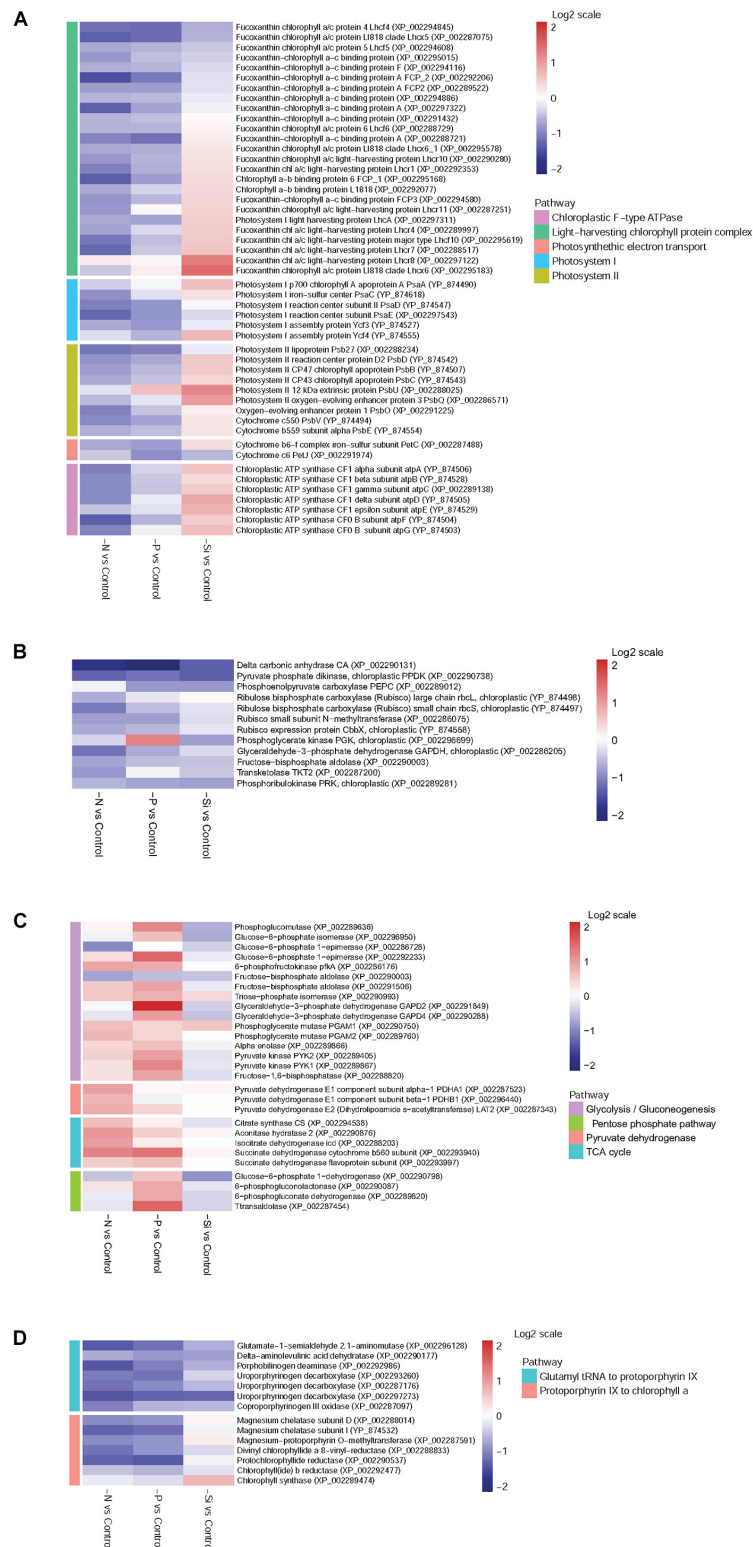 A
Fucoxanthin chlorophyll a/c protein 4 Lhcf4 (XP_002294845)
Fucoxanthin chlorophyll a/c protein LI818 clade Lhcx5 (XP_002287075)
Fucoxanthin chlorophyll a/c protein 5 Lhcf5 (XP_002294608)
Fucoxanthin−chlorophyll a−c binding protein (XP_002295015)
Fucoxanthin−chlorophyll a−c binding protein F (XP_002294116)
Fucoxanthin−chlorophyll a−c binding protein A FCP_2 (XP_002292206)
Fucoxanthin−chlorophyll a−c binding protein A FCP2 (XP_002289522)
Fucoxanthin−chlorophyll a−c binding protein (XP_002294886)
Fucoxanthin−chlorophyll a−c binding protein A (XP_002297322)
Fucoxanthin−chlorophyll a−c binding protein (XP_002291432)
Fucoxanthin chlorophyll a/c protein 6 Lhcf6 (XP_002288729)
Fucoxanthin−chlorophyll a−c binding protein A (XP_002288721)
Fucoxanthin chlorophyll a/c protein LI818 clade Lhcx6_1 (XP_002295578)
Fucoxanthin chlorophyll a/c light−harvesting protein Lhcr10 (XP_002290280)
Fucoxanthin chl a/c light−harvesting protein Lhcr1 (XP_002292353)
Chlorophyll a−b binding protein 6 FCP_1 (XP_002295168)
Chlorophyll a−b binding protein L1818 (XP_002292077)
Fucoxanthin−chlorophyll a−c binding protein FCP3 (XP_002294580)
Fucoxanthin chlorophyll a/c light−harvesting protein Lhcr11 (XP_002287251)
Photosystem I light harvesting protein LhcA (XP_002297311)
Fucoxanthin chl a/c light−harvesting protein Lhcr4 (XP_002289997)
Fucoxanthin chl a/c light−harvesting protein major type Lhcf10 (XP_002295619)
Fucoxanthin chl a/c light−harvesting protein Lhcr7 (XP_002288517)
Fucoxanthin chl a/c light−harvesting protein Lhcr8 (XP_002297122)
Fucoxanthin chlorophyll a/c protein LI818 clade Lhcx6 (XP_002295183)
Photosystem I p700 chlorophyll A apoprotein A PsaA (YP_874490)
Photosystem I iron−sulfur center PsaC (YP_874618)
Photosystem I reaction center subunit II PsaD (YP_874547)
Photosystem I reaction center subunit PsaE (XP_002297543)
Photosystem I assembly protein Ycf3 (YP_874527)
Photosystem I assembly protein Ycf4 (YP_874555)
Photosystem II lipoprotein Psb27 (XP_002288234)
Photosystem II reaction center protein D2 PsbD (YP_874542)
Photosystem II CP47 chlorophyll apoprotein PsbB (YP_874507)
Photosystem II CP43 chlorophyll apoprotein PsbC (YP_874543)
Photosystem II 12 kDa extrinsic protein PsbU (XP_002288025)
Photosystem II oxygen−evolving enhancer protein 3 PsbQ (XP_002286571)
Oxygen−evolving enhancer protein 1 PsbO (XP_002291225)
Cytochrome c550 PsbV (YP_874494)
Cytochrome b559 subunit alpha PsbE (YP_874554)
Cytochrome b6−f complex iron−sulfur subunit PetC (XP_002287488)
Cytochrome c6 PetJ (XP_002291974)
Chloroplastic ATP synthase CF1 alpha subunit atpA (YP_874506)
Chloroplastic ATP synthase CF1 beta subunit atpB (YP_874528)
Chloroplastic ATP synthase CF1 gamma subunit atpC (XP_002289138)
Chloroplastic ATP synthase CF1 delta subunit atpD (YP_874505)
Chloroplastic ATP synthase CF1 epsilon subunit atpE (YP_874529)
Chloroplastic ATP synthase CF0 B subunit atpF (YP_874504)
Chloroplastic ATP synthase CF0 B subunit atpG (YP_874503)
−N vs Control
−P vs Control
−Si vs Control
Log2 scale
2
1
0
−1
−2
Pathway
Chloroplastic F−type ATPase
Light−harvesting chlorophyll protein complex
Photosynthethic electron transport
Photosystem I
Photosystem II
B
Delta carbonic anhydrase CA (XP_002290131)
Pyruvate phosphate dikinase, chloroplastic PPDK (XP_002290738)
Phosphoenolpyruvate carboxylase PEPC (XP_002289012)
Ribulose bisphosphate carboxylase (Rubisco) large chain rbcL, chloroplastic (YP_874498)
Ribulose bisphosphate carboxylase (Rubisco) small chain rbcS, chloroplastic (YP_874497)
Rubisco small subunit N−methyltransferase (XP_002286075)
Rubisco expression protein CbbX, chloroplastic (YP_874558)
Phosphoglycerate kinase PGK, chloroplastic (XP_002296699)
Glyceraldehyde−3−phosphate dehydrogenase GAPDH, chloroplastic (XP_002286205)
Fructose−bisphosphate aldolase (XP_002290003)
Transketolase TKT2 (XP_002287200)
Phosphoribulokinase PRK, chloroplastic (XP_002289281)
−N vs Control
−P vs Control
−Si vs Control
Log2 scale
2
1
0
−1
−2
C
Phosphoglucomutase (XP_002289636)
Glucose−6−phosphate isomerase (XP_002296950)
Glucose−6−phosphate 1−epimerase (XP_002286728)
Glucose−6−phosphate 1−epimerase (XP_002292233)
6−phosphofructokinase pfkA (XP_002286176)
Fructose−bisphosphate aldolase (XP_002290003)
Fructose−bisphosphate aldolase (XP_002291506)
Triose−phosphate isomerase (XP_002290993)
Glyceraldehyde−3−phosphate dehydrogenase GAPD2 (XP_002291849)
Glyceraldehyde−3−phosphate dehydrogenase GAPD4 (XP_002290288)
Phosphoglycerate mutase PGAM1 (XP_002290750)
Phosphoglycerate mutase PGAM2 (XP_002289760)
Alpha enolase (XP_002289866)
Pyruvate kinase PYK2 (XP_002289405)
Pyruvate kinase PYK1 (XP_002289867)
Fructose−1,6−bisphosphatase (XP_002288820)
Pyruvate dehydrogenase E1 component subunit alpha−1 PDHA1 (XP_002287523)
Pyruvate dehydrogenase E1 component subunit beta−1 PDHB1 (XP_002296440)
Pyruvate dehydrogenase E2 (Dihydrolipoamide s−acetyltransferase) LAT2 (XP_002287343)
Citrate synthase CS (XP_002294538)
Aconitase hydratase 2 (XP_002290876)
Isocitrate dehydrogenase icd (XP_002288203)
Succinate dehydrogenase cytochrome b560 subunit (XP_002293940)
Succinate dehydrogenase flavoprotein subunit (XP_002293997)
Glucose−6−phosphate 1−dehydrogenase (XP_002290798)
6−phosphogluconolactonase (XP_002290087)
6−phosphogluconate dehydrogenase (XP_002289820)
Ttransaldolase (XP_002287454)
−N vs Control
−P vs Control
−Si vs Control
Log2 scale
2
1
0
−1
−2
Pathway
Glycolysis / Gluconeogenesis
Pentose phosphate pathway
Pyruvate dehydrogenase
TCA cycle
D
Glutamate−1−semialdehyde 2,1−aminomutase (XP_002296128)
Delta−aminolevulinic acid dehydratase (XP_002290177)
Porphobilinogen deaminase (XP_002292986)
Uroporphyrinogen decarboxylase (XP_002293260)
Uroporphyrinogen decarboxylase (XP_002287176)
Uroporphyrinogen decarboxylase (XP_002297273)
Coproporphyrinogen III oxidase (XP_002287097)
Magnesium chelatase subunit D (XP_002288014)
Magnesium chelatase subunit I (YP_874532)
Magnesium−protoporphyrin O−methyltransferase (XP_002287591)
Divinyl chlorophyllide a 8−vinyl−reductase (XP_002288833)
Protochlorophyllide reductase (XP_002290537)
Chlorophyll(ide) b reductase (XP_002292477)
Chlorophyll synthase (XP_002289474)
−N vs Contro
−P vs Contro
−Si vs Contro
Log2 scale
2
1
0
−1
−2
Pathway
Glutamyl tRNA to protoporphyrin IX
Protoporphyrin IX to chlorophyll a